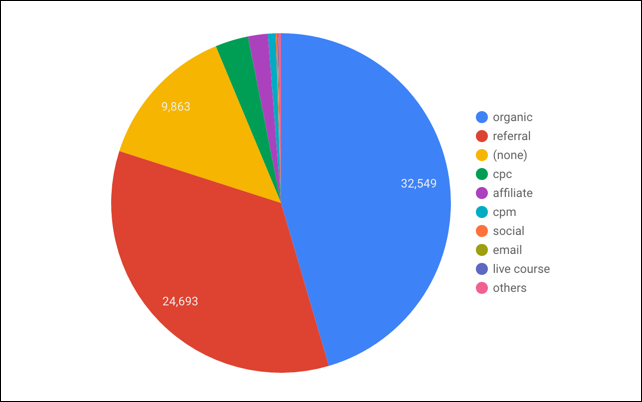 9,863
32,549
24,693
organic
referral
(none)
cpc
affiliate
cpm
social
email
live course
others